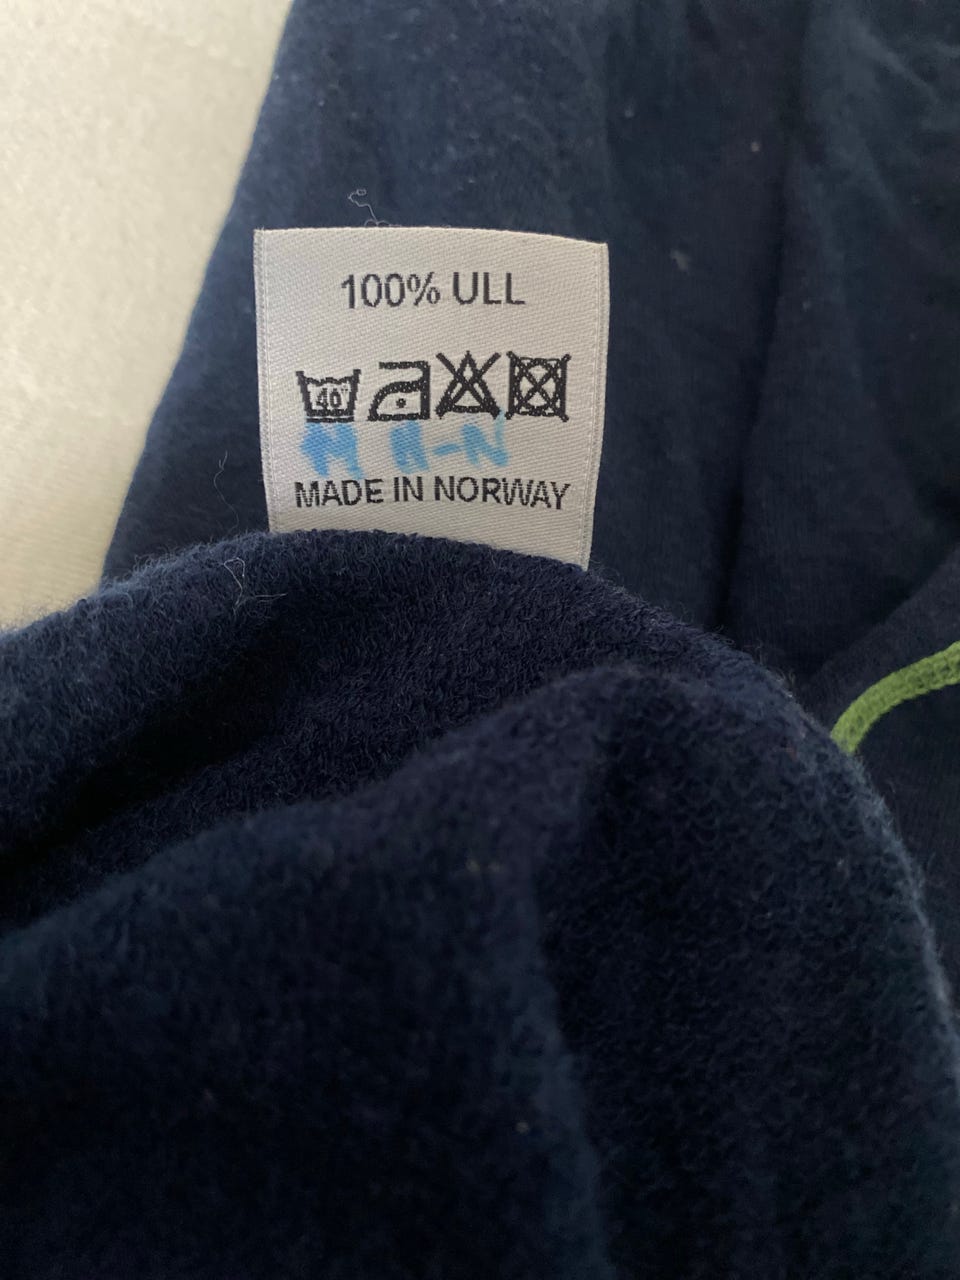 100% ULL
40°
M H-N
MADE IN NORWAY